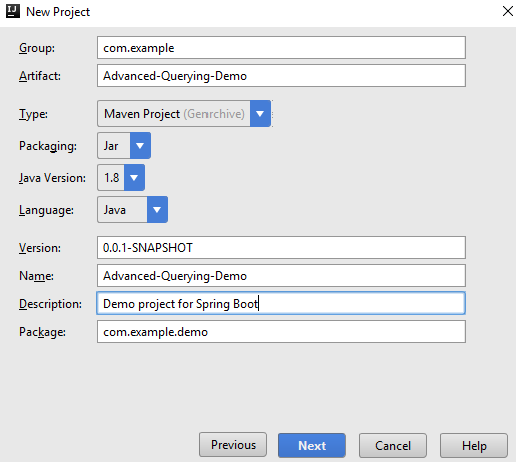 IJ New Project
Group: com.example
Artifact: Advanced-Querying-Demo
Type: Maven Project (Genrchive)
Packaging: Jar
Java Version: 1.8
Language: Java
Version: 0.0.1-SNAPSHOT
Name: Advanced-Querying-Demo
Description: Demo project for Spring Boot
Package: com.example.demo
Previous Next Cancel Help